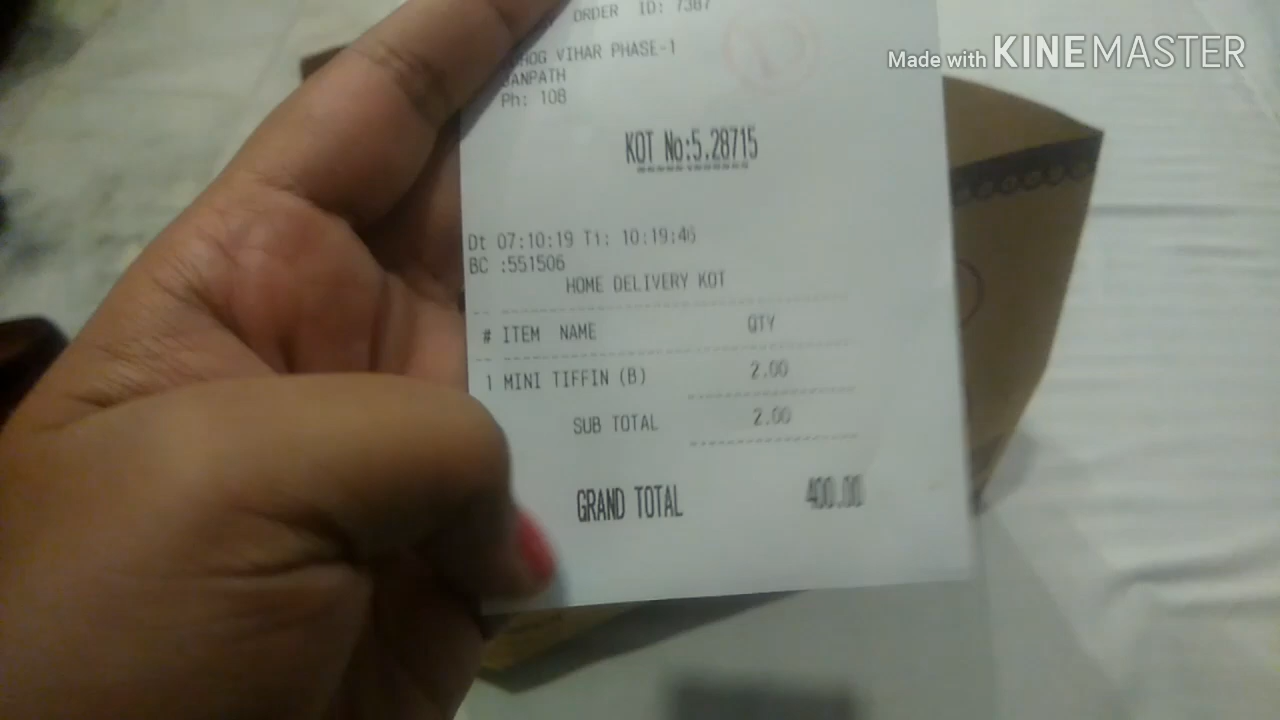 ORDER ID: 7387
VIHAR PHASE-1
JANPATH
Ph: 108
KOT No:5.28715
Dt 07:10:19 Ti: 10:19:46
BC :551506
HOME DELIVERY KOT
# ITEM NAME QTY
1 MINI TIFFIN (B) 2.00
SUB TOTAL 2.00
GRAND TOTAL 400.00
Made with KINEMASTER